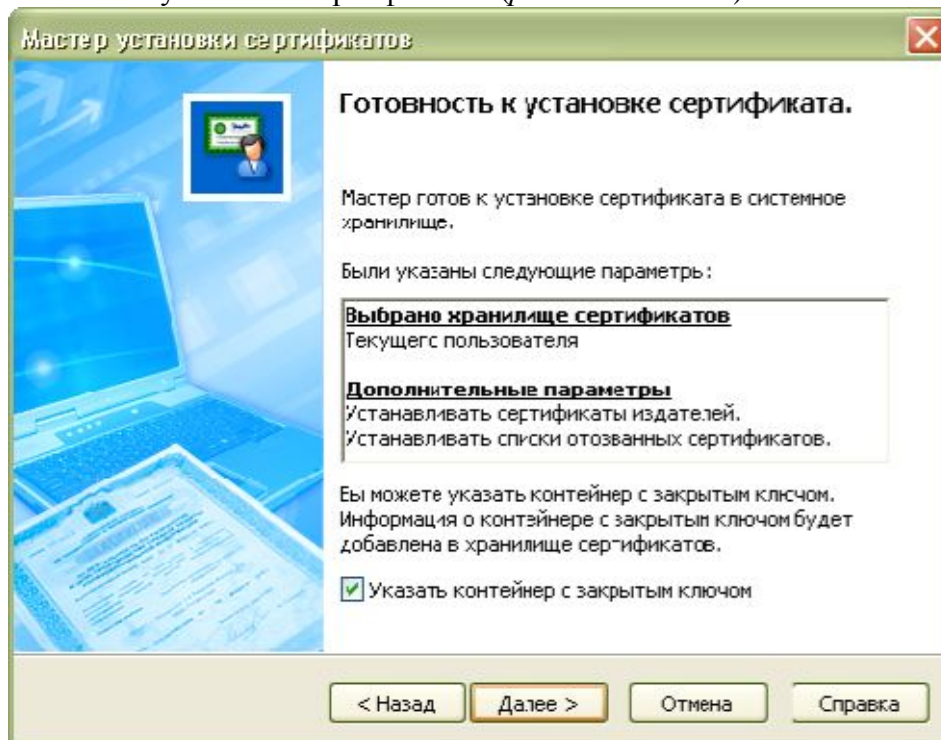 Мастер установки сертификатов
Готовность к установке сертификата.
Мастер готов к установке сертификата в системное
хранилище.
Были указаны следующие параметры:
Выбрано хранилище сертификатов
Текущего пользователя
Дополнительные параметры
Устанавливать сертификаты издателей.
Устанавливать списки отозванных сертификатов.
Вы можете указать контейнер с закрытым ключом.
Информация о контейнере с закрытым ключом будет
добавлена в хранилище сертификатов.
Указать контейнер с закрытым ключом
< Назад Далее > Отмена Справка